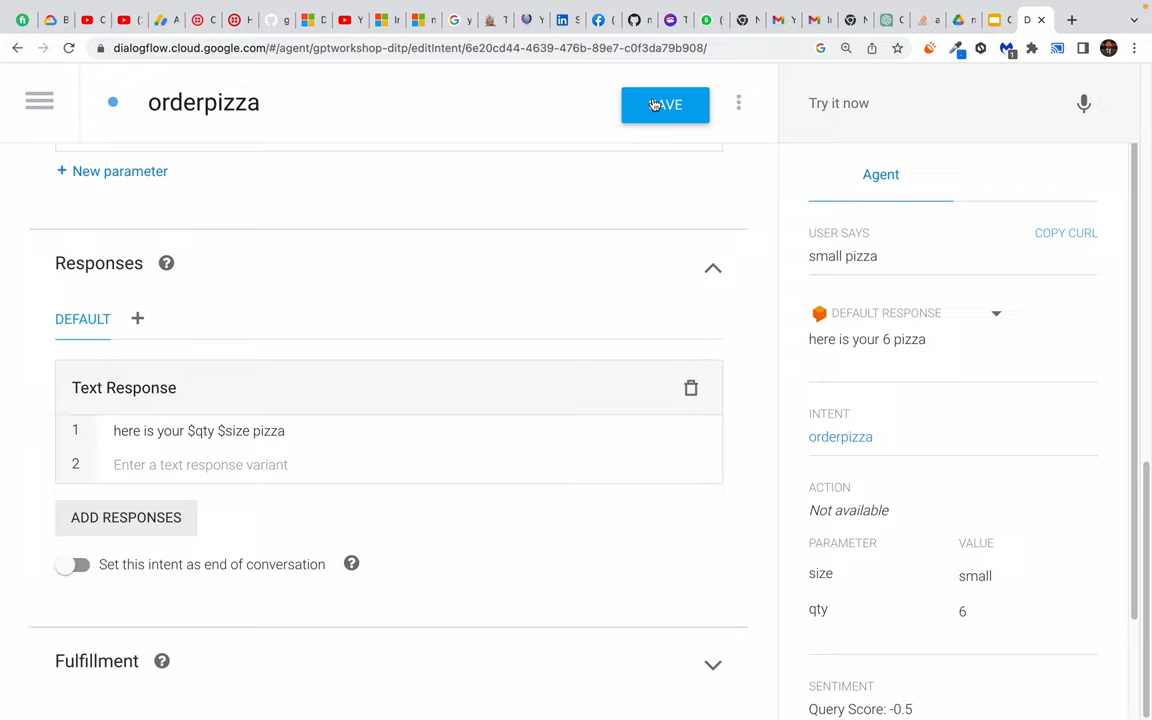 dialogflow.cloud.google.com/#/agent/gptworkshop-ditp/editIntent/6e20cd44-4639-476b-89e7-c0f3da79b908/
orderpizza
Try it now
+ New parameter
Responses
DEFAULT +
Text Response
1 here is your $qty $size pizza
2 Enter a text response variant
ADD RESPONSES
Set this intent as end of conversation
Fulfillment
Agent
USER SAYS COPY CURL
small pizza
DEFAULT RESPONSE
here is your 6 pizza
INTENT
orderpizza
ACTION
Not available
PARAMETER VALUE
size small
qty 6
SENTIMENT
Query Score: -0.5